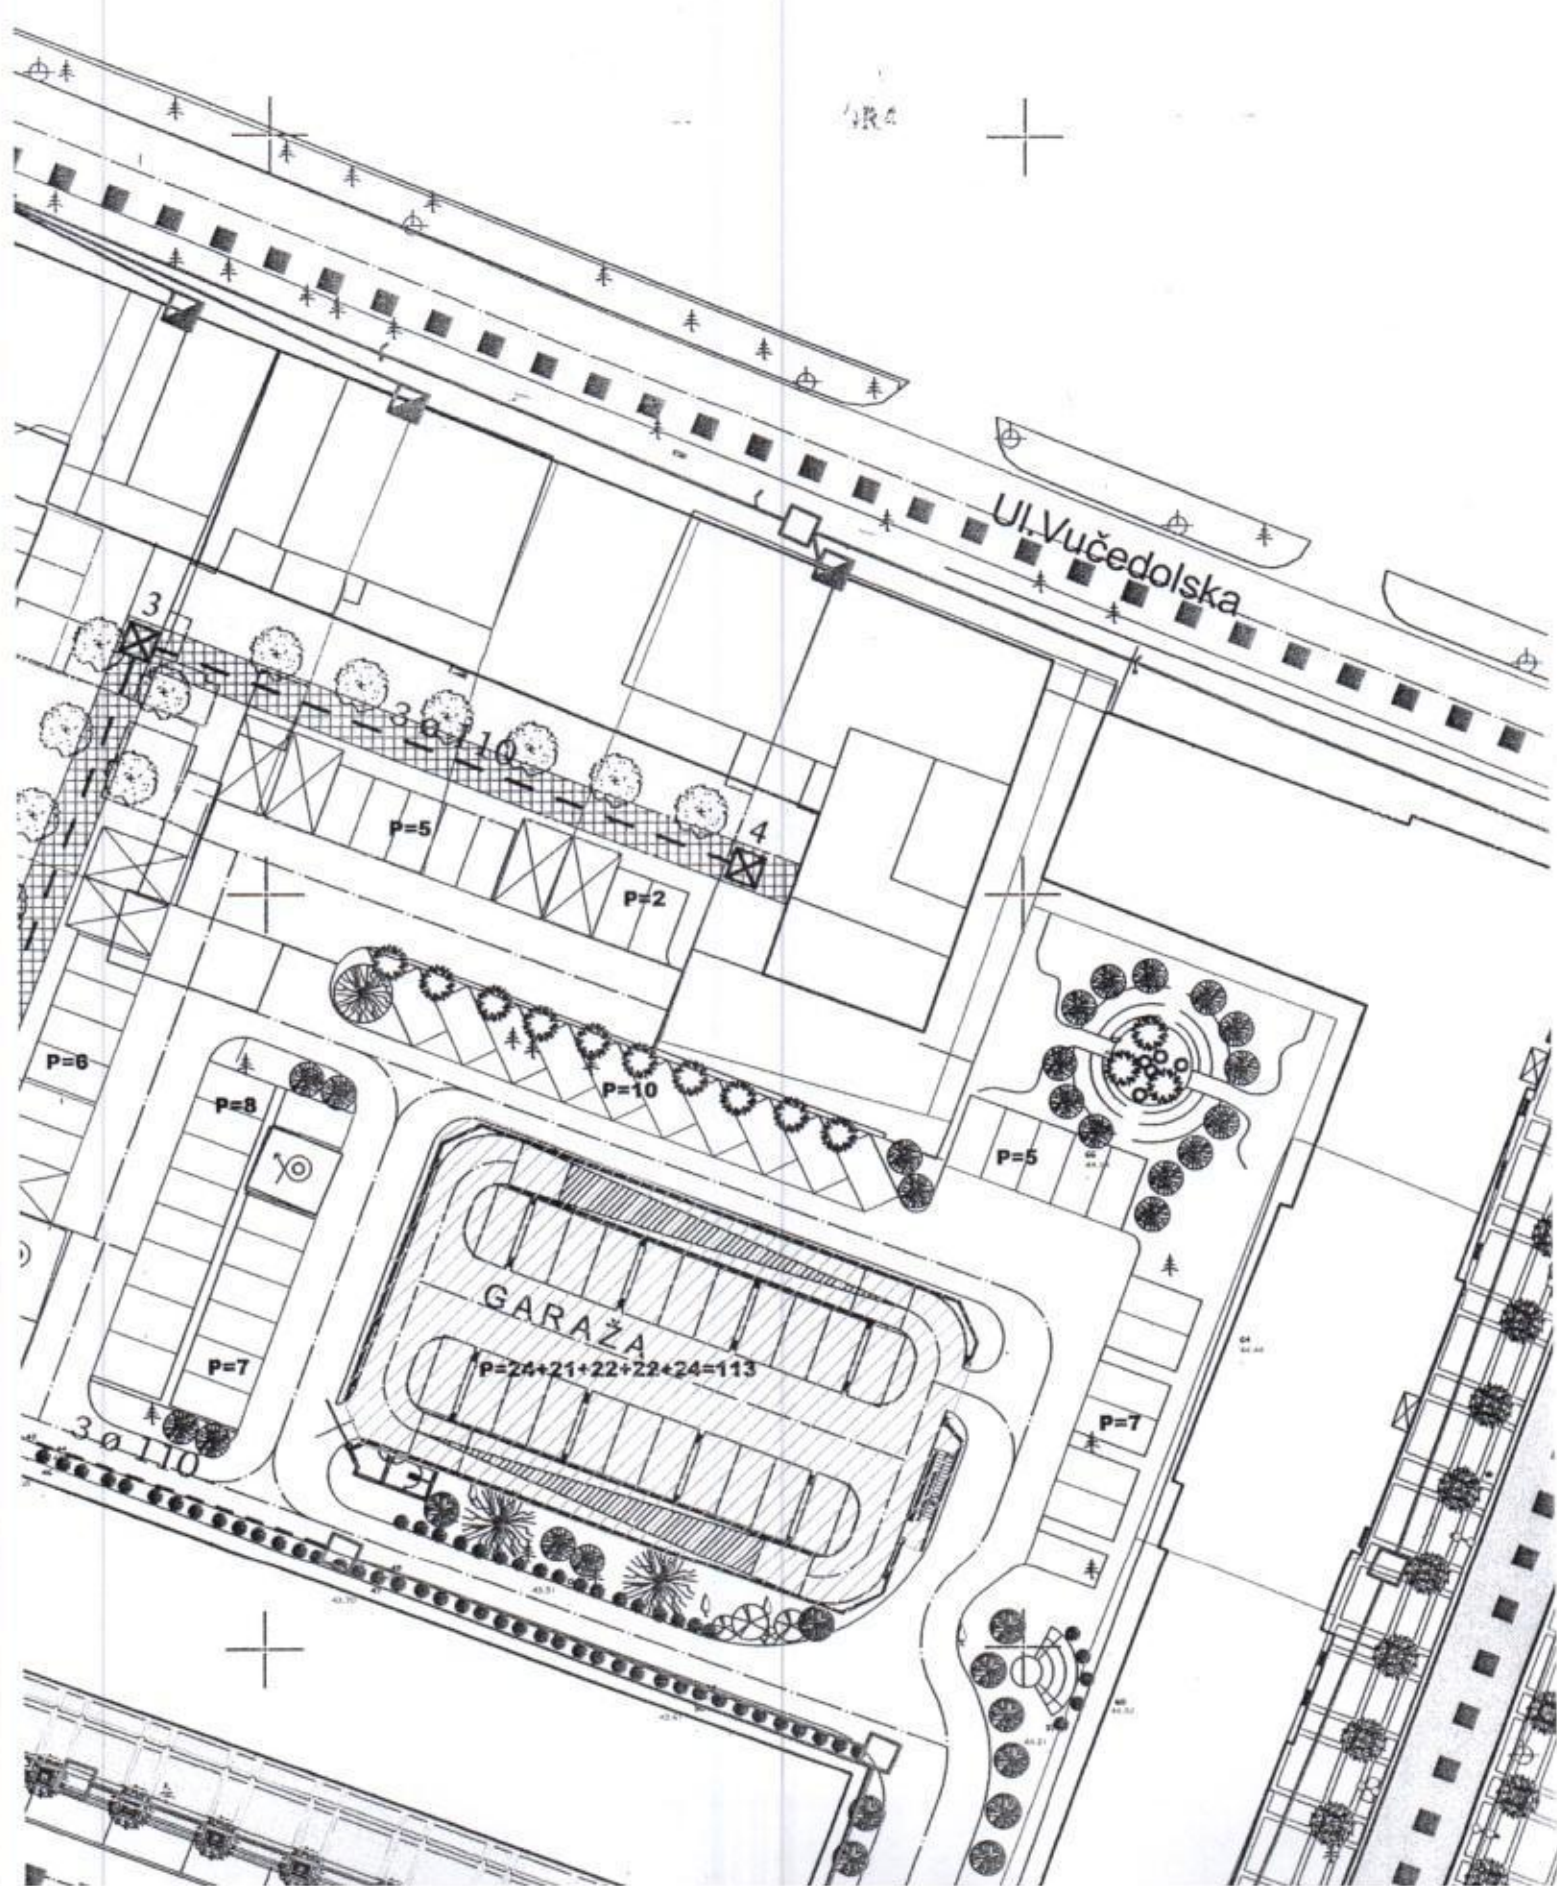 Ul.Vučedolska
3
3 ø 110
4
P=5
P=2
P=6
P=10
P=8
P=5
GARAŽA
P=24+21+22+22+24=113
P=7
P=7
3 ø 110